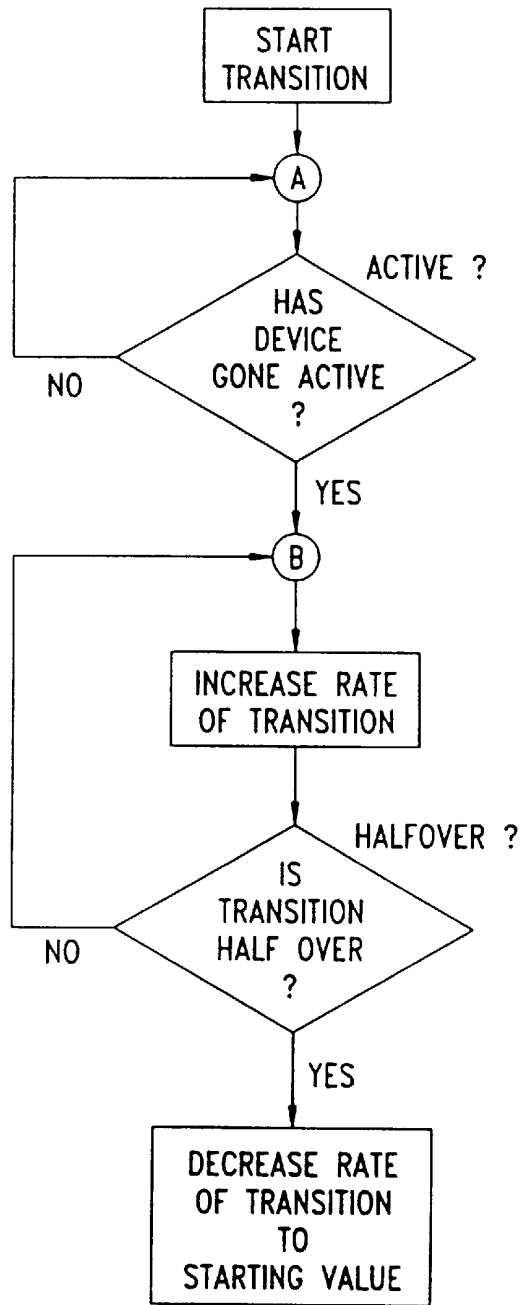 START
TRANSITION
A
ACTIVE ?
HAS
DEVICE
GONE ACTIVE
?
NO
YES
B
INCREASE RATE
OF TRANSITION
HALFOVER ?
IS
TRANSITION
HALF OVER
?
NO
YES
DECREASE RATE
OF TRANSITION
TO
STARTING VALUE